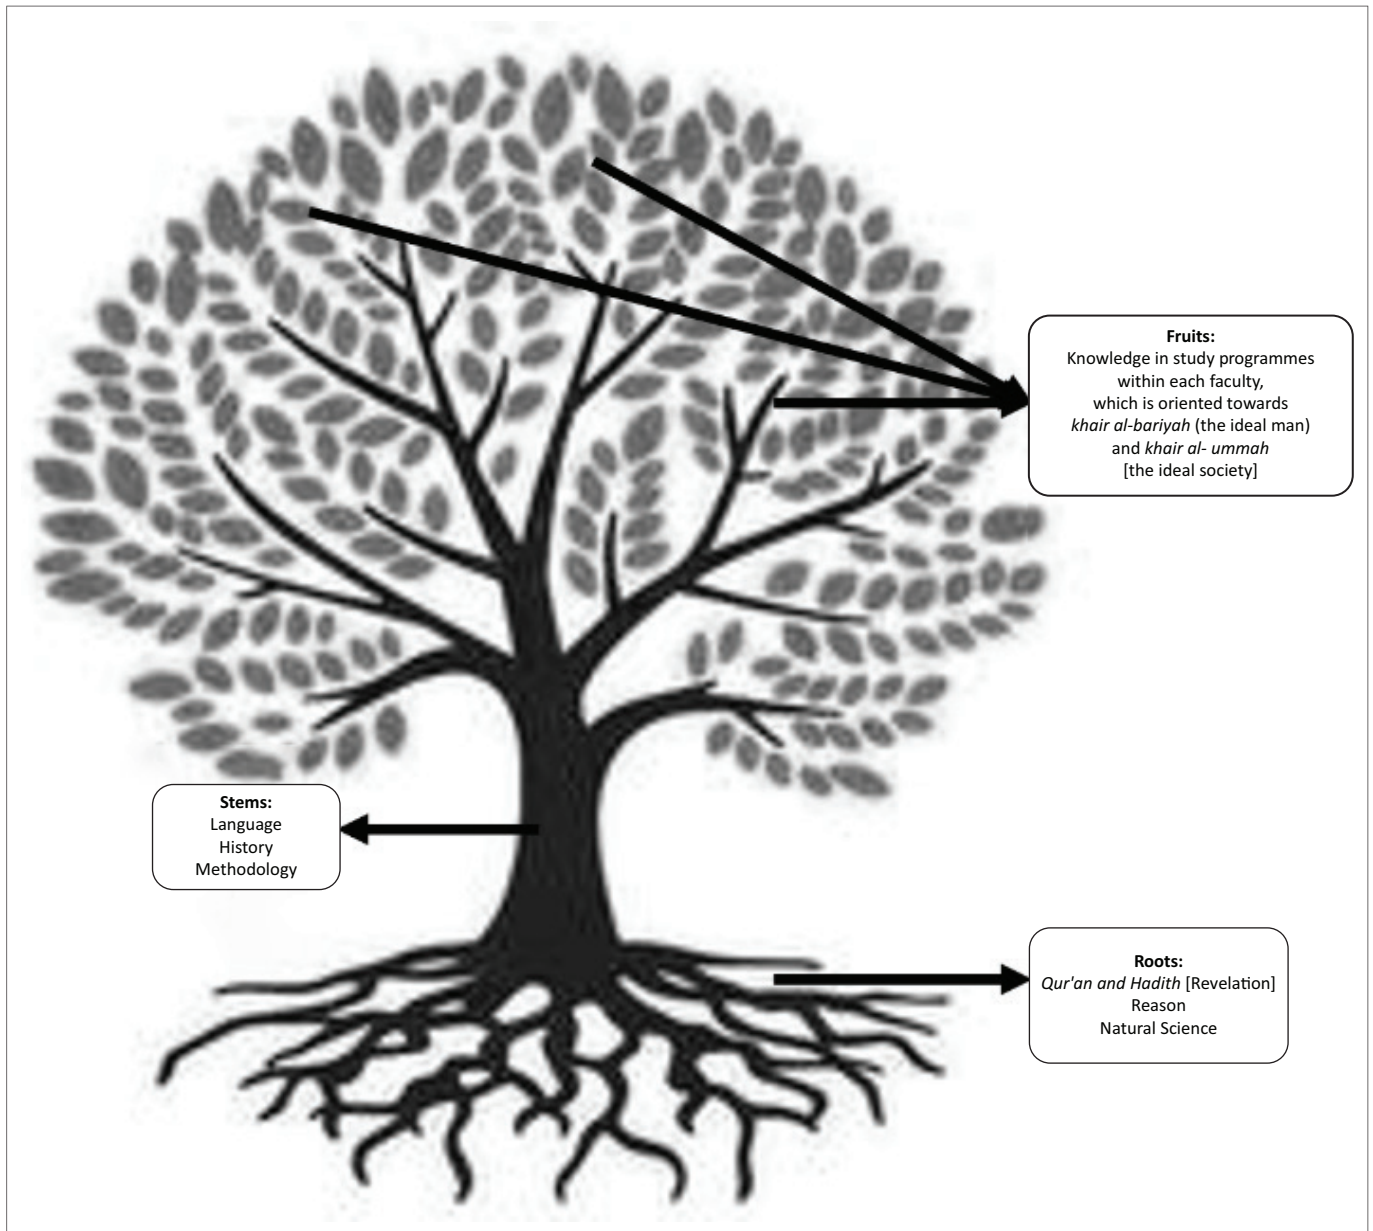 Fruits:
Knowledge in study programmes
within each faculty,
which is oriented towards
khair al-bariyah (the ideal man)
and khair al- ummah
[the ideal society]
Stems:
Language
History
Methodology
Roots:
Qur'an and Hadith [Revelation]
Reason
Natural Science